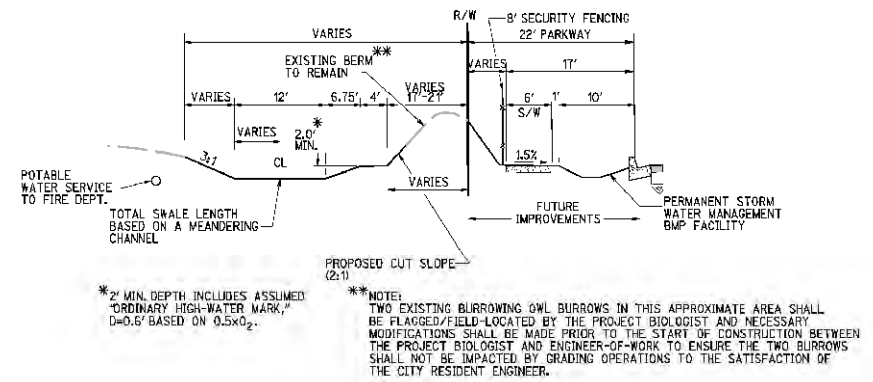 R/W
8' SECURITY FENCING
22' PARKWAY
VARIES
EXISTING BERM**
TO REMAIN
VARIES
17'
VARIES
12'
6.75'
4'
VARIES
17'-21'
6'
S/W
1'
10'
VARIES
2.0'*
MIN.
3:1
CL
1.5%
VARIES
POTABLE
WATER SERVICE
TO FIRE DEPT.
TOTAL SWALE LENGTH
BASED ON A MEANDERING
CHANNEL
FUTURE
IMPROVEMENTS
PERMANENT STORM
WATER MANAGEMENT
BMP FACILITY
PROPOSED CUT SLOPE
(2:1)
*2' MIN. DEPTH INCLUDES ASSUMED
"ORDINARY HIGH-WATER MARK,"
D=0.6' BASED ON 0.5xQ2.
**NOTE:
TWO EXISTING BURROWING OWL BURROWS IN THIS APPROXIMATE AREA SHALL
BE FLAGGED/FIELD-LOCATED BY THE PROJECT BIOLOGIST AND NECESSARY
MODIFICATIONS SHALL BE MADE PRIOR TO THE START OF CONSTRUCTION BETWEEN
THE PROJECT BIOLOGIST AND ENGINEER-OF-WORK TO ENSURE THE TWO BURROWS
SHALL NOT BE IMPACTED BY GRADING OPERATIONS TO THE SATISFACTION OF
THE CITY RESIDENT ENGINEER.